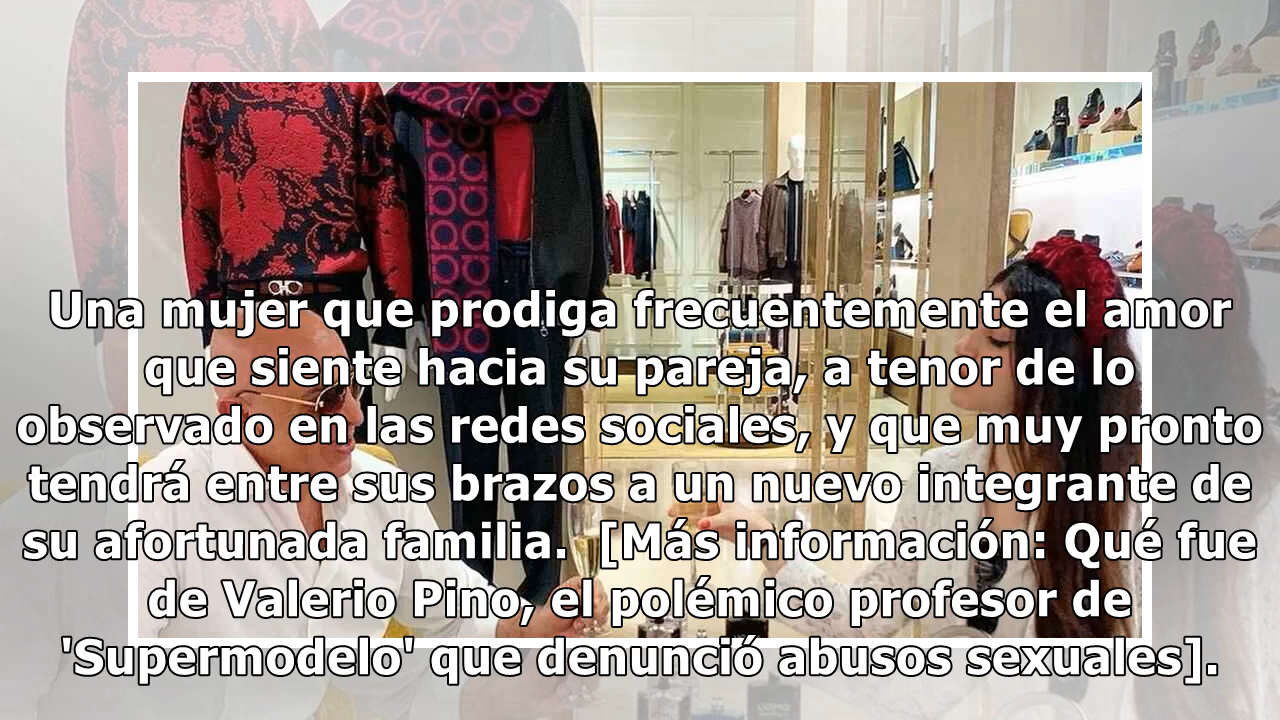 Una mujer que prodiga frecuentemente el amor
que siente hacia su pareja, a tenor de lo
observado en las redes sociales, y que muy pronto
tendrá entre sus brazos a un nuevo integrante de
su afortunada familia.  [Más información: Qué fue
de Valerio Pino, el polémico profesor de
'Supermodelo' que denunció abusos sexuales].
UOMO